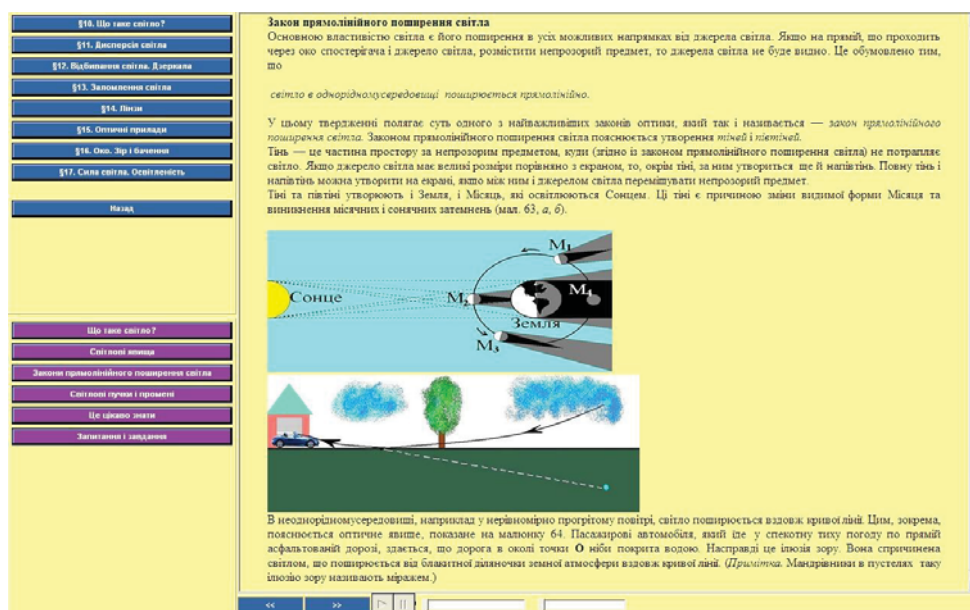 §10. Що таке світло?
§11. Дисперсія світла
§12. Відбивання світла. Дзеркала
§13. Заломлення світла
§14. Лінзи
§15. Оптичні прилади
§16. Око. Зір і бачення
§17. Сила світла. Освітленість
Назад
Що таке світло?
Світлові явища
Закони прямолінійного поширення світла
Світлові пучки і промені
Це цікаво знати
Запитання і завдання
Закон прямолінійного поширення світла
Основною властивістю світла є його поширення в усіх можливих напрямках від джерела світла. Якщо на прямій, що проходить
через око спостерігача і джерело світла, розмістити непрозорий предмет, то джерела світла не буде видно. Це обумовлено тим,
що
світло в однорідномусередовищі поширюється прямолінійно.
У цьому твердженні полягає суть одного з найважливіших законів оптики, який так і називається — закон прямолінійного
поширення світла. Законом прямолінійного поширення світла пояснюється утворення тіней і півтіней.
Тінь — це частина простору за непрозорим предметом, куди (згідно із законом прямолінійного поширення світла) не потрапляє
світло. Якщо джерело світла має великі розміри порівняно з екраном, то, окрім тіні, за ним утвориться ще й напівтінь. Повну тінь і
напівтінь можна утворити на екрані, якщо між ним і джерелом світла переміщувати непрозорий предмет.
Тіні та півтіні утворюють і Земля, і Місяць, які освітлюються Сонцем. Ці тіні є причиною зміни видимої форми Місяця та
виникнення місячних і сонячних затемнень (мал. 63, а, б).
М₁
Сонце
М₂
М₄
Земля
М₃
В неоднорідномусередовищі, наприклад у нерівномірно прогрітому повітрі, світло поширюється вздовж кривої лінії. Цим, зокрема,
пояснюється оптичне явище, показане на малюнку 64. Пасажирові автомобіля, який їде у спекотну тиху погоду по прямій
асфальтованій дорозі, здається, що дорога в околі точки О ніби покрита водою. Насправді це ілюзія зору. Вона спричинена
світлом, що поширюється від блакитної діляночки земної атмосфери вздовж кривої лінії. (Примітка. Мандрівники в пустелях таку
ілюзію зору називають міражем.)
<<
>>